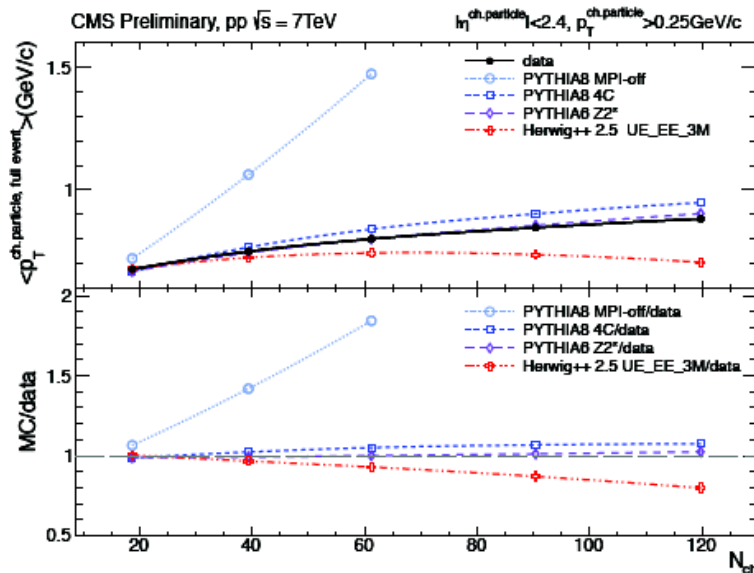 CMS Preliminary, pp √s = 7TeV |η^ch.particle|<2.4, p_T^ch.particle>0.25GeV/c
<p_T^ch.particle, full event>(GeV/c)
1.5
1
data
PYTHIA8 MPI-off
PYTHIA8 4C
PYTHIA6 Z2*
Herwig++ 2.5 UE_EE_3M
MC/data
2
1.5
1
0.5
PYTHIA8 MPI-off/data
PYTHIA8 4C/data
PYTHIA6 Z2*/data
Herwig++ 2.5 UE_EE_3M/data
20 40 60 80 100 120
N_ch